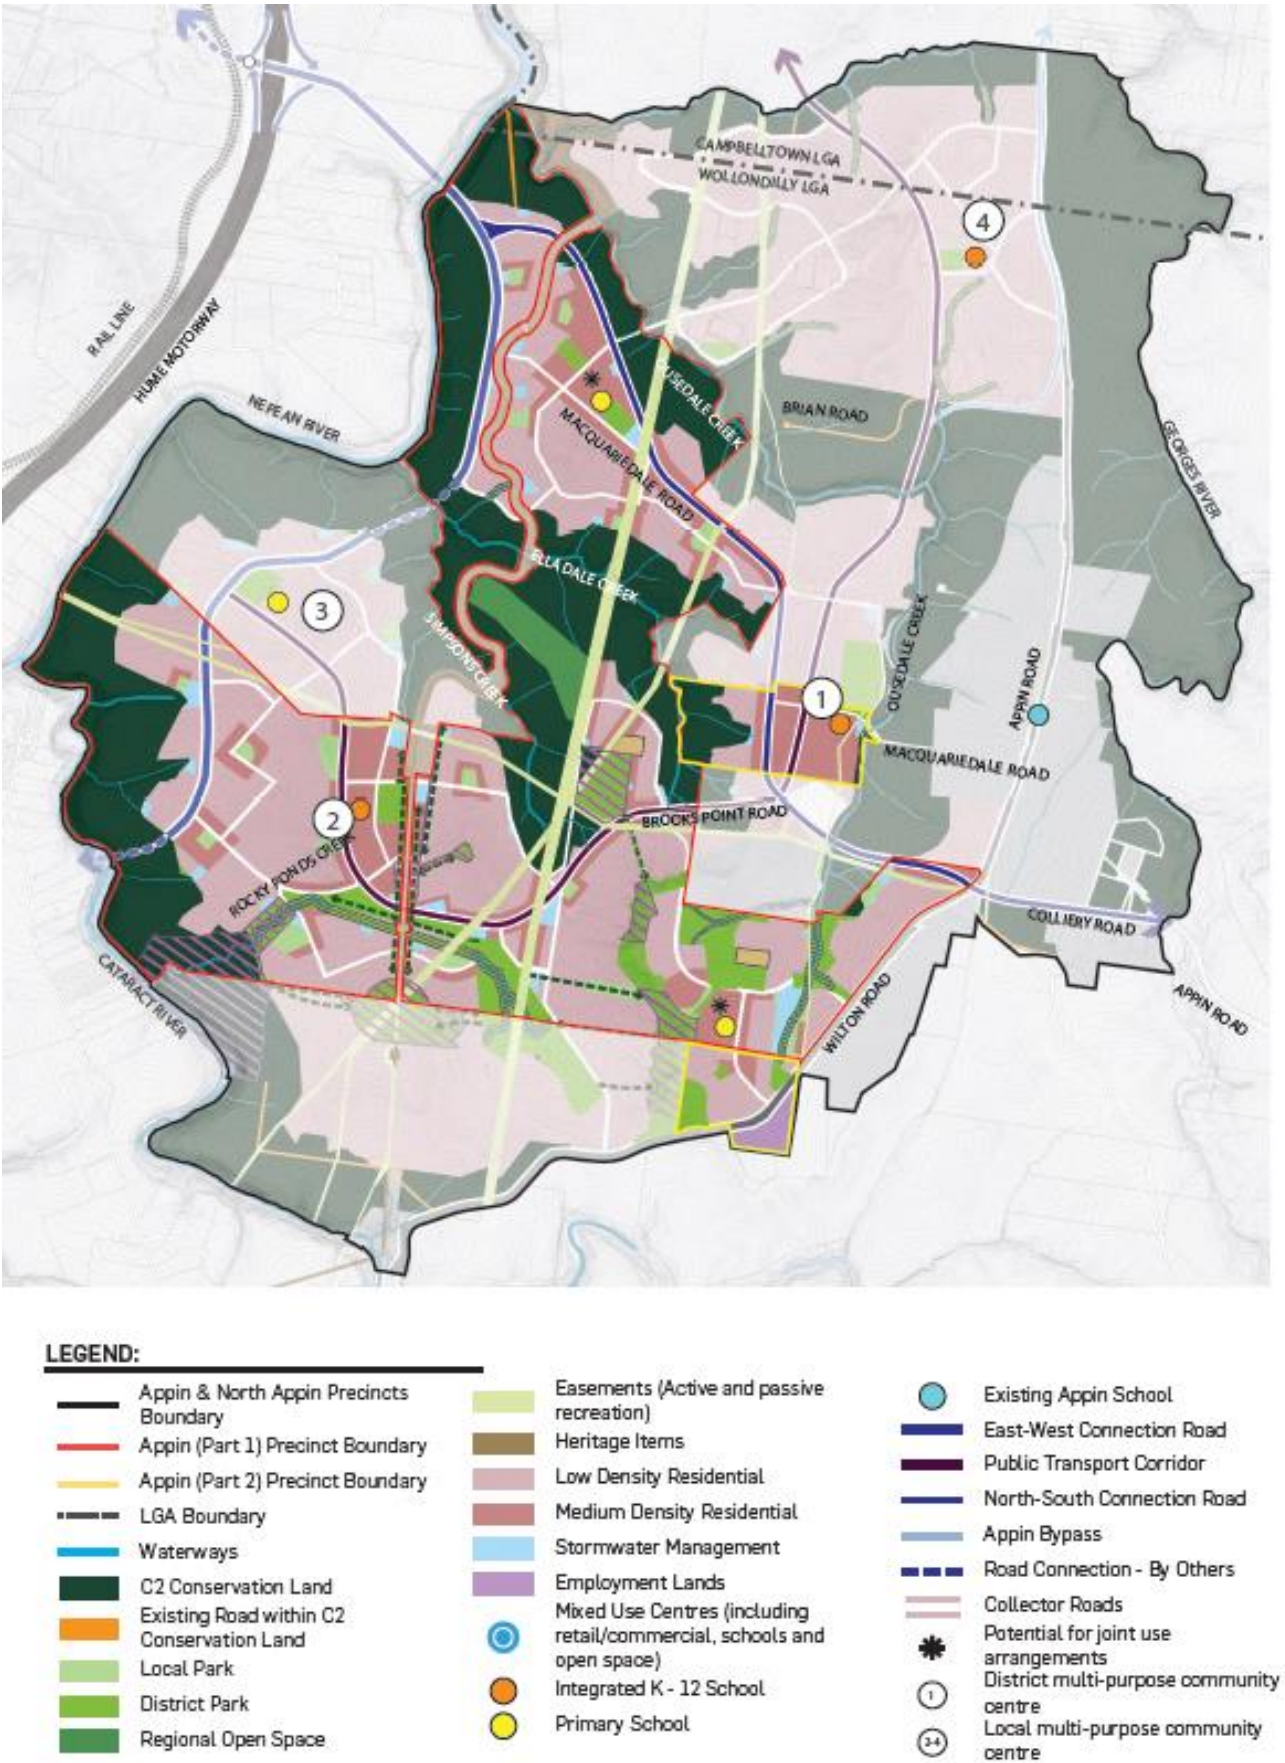 CAMPBELLTOWN LGA
WOLLONDILLY LGA
4
RAIL LINE
HUME MOTORWAY
NEPEAN RIVER
OUSEDALE CREEK
BRIAN ROAD
GEORGES RIVER
MACQUARIEDALE ROAD
ELLADALE CREEK
3
SIMPSONS CREEK
OUSEDALE CREEK
APPIN ROAD
1
MACQUARIEDALE ROAD
2
BROOKS POINT ROAD
ROCKY PONDS CREEK
COLLIERY ROAD
CATARACT RIVER
WILTON ROAD
APPIN ROAD
LEGEND:
Appin & North Appin Precincts
Boundary
Appin (Part 1) Precinct Boundary
Appin (Part 2) Precinct Boundary
LGA Boundary
Waterways
C2 Conservation Land
Existing Road within C2
Conservation Land
Local Park
District Park
Regional Open Space
Easements (Active and passive
recreation)
Heritage Items
Low Density Residential
Medium Density Residential
Stormwater Management
Employment Lands
Mixed Use Centres (including
retail/commercial, schools and
open space)
Integrated K - 12 School
Primary School
Existing Appin School
East-West Connection Road
Public Transport Corridor
North-South Connection Road
Appin Bypass
Road Connection - By Others
Collector Roads
Potential for joint use
arrangements
1
District multi-purpose community
centre
3-4
Local multi-purpose community
centre